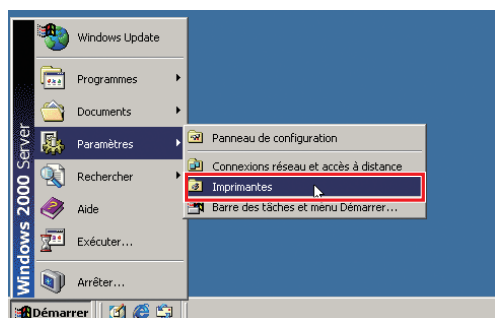 Windows Update
Programmes
Documents
Paramètres
Rechercher
Aide
Exécuter...
Arrêter...
Windows 2000 Server
Panneau de configuration
Connexions réseau et accès à distance
Imprimantes
Barre des tâches et menu Démarrer...
Démarrer